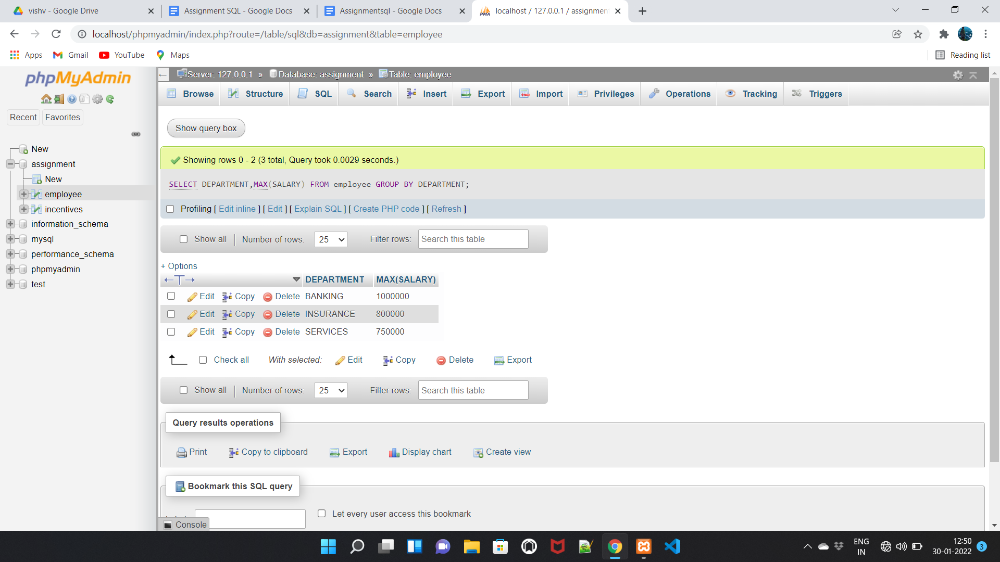 vishv - Google Drive
Assignment SQL - Google Docs
Assignmentsql - Google Docs
localhost / 127.0.0.1 / assignment
localhost/phpmyadmin/index.php?route=/table/sql&db=assignment&table=employee
Apps
Gmail
YouTube
Maps
Reading list
phpMyAdmin
Recent
Favorites
New
assignment
New
employee
incentives
information_schema
mysql
performance_schema
phpmyadmin
test
Server: 127.0.0.1 » Database: assignment » Table: employee
Browse
Structure
SQL
Search
Insert
Export
Import
Privileges
Operations
Tracking
Triggers
Show query box
Showing rows 0 - 2 (3 total, Query took 0.0029 seconds.)
SELECT DEPARTMENT,MAX(SALARY) FROM employee GROUP BY DEPARTMENT;
Profiling [ Edit inline ] [ Edit ] [ Explain SQL ] [ Create PHP code ] [ Refresh ]
Show all | Number of rows: 25 Filter rows: Search this table
+ Options
←T→ DEPARTMENT MAX(SALARY)
Edit Copy Delete BANKING 1000000
Edit Copy Delete INSURANCE 800000
Edit Copy Delete SERVICES 750000
Check all With selected: Edit Copy Delete Export
Show all | Number of rows: 25 Filter rows: Search this table
Query results operations
Print Copy to clipboard Export Display chart Create view
Bookmark this SQL query
Let every user access this bookmark
Console
ENG
IN
12:50
30-01-2022
3